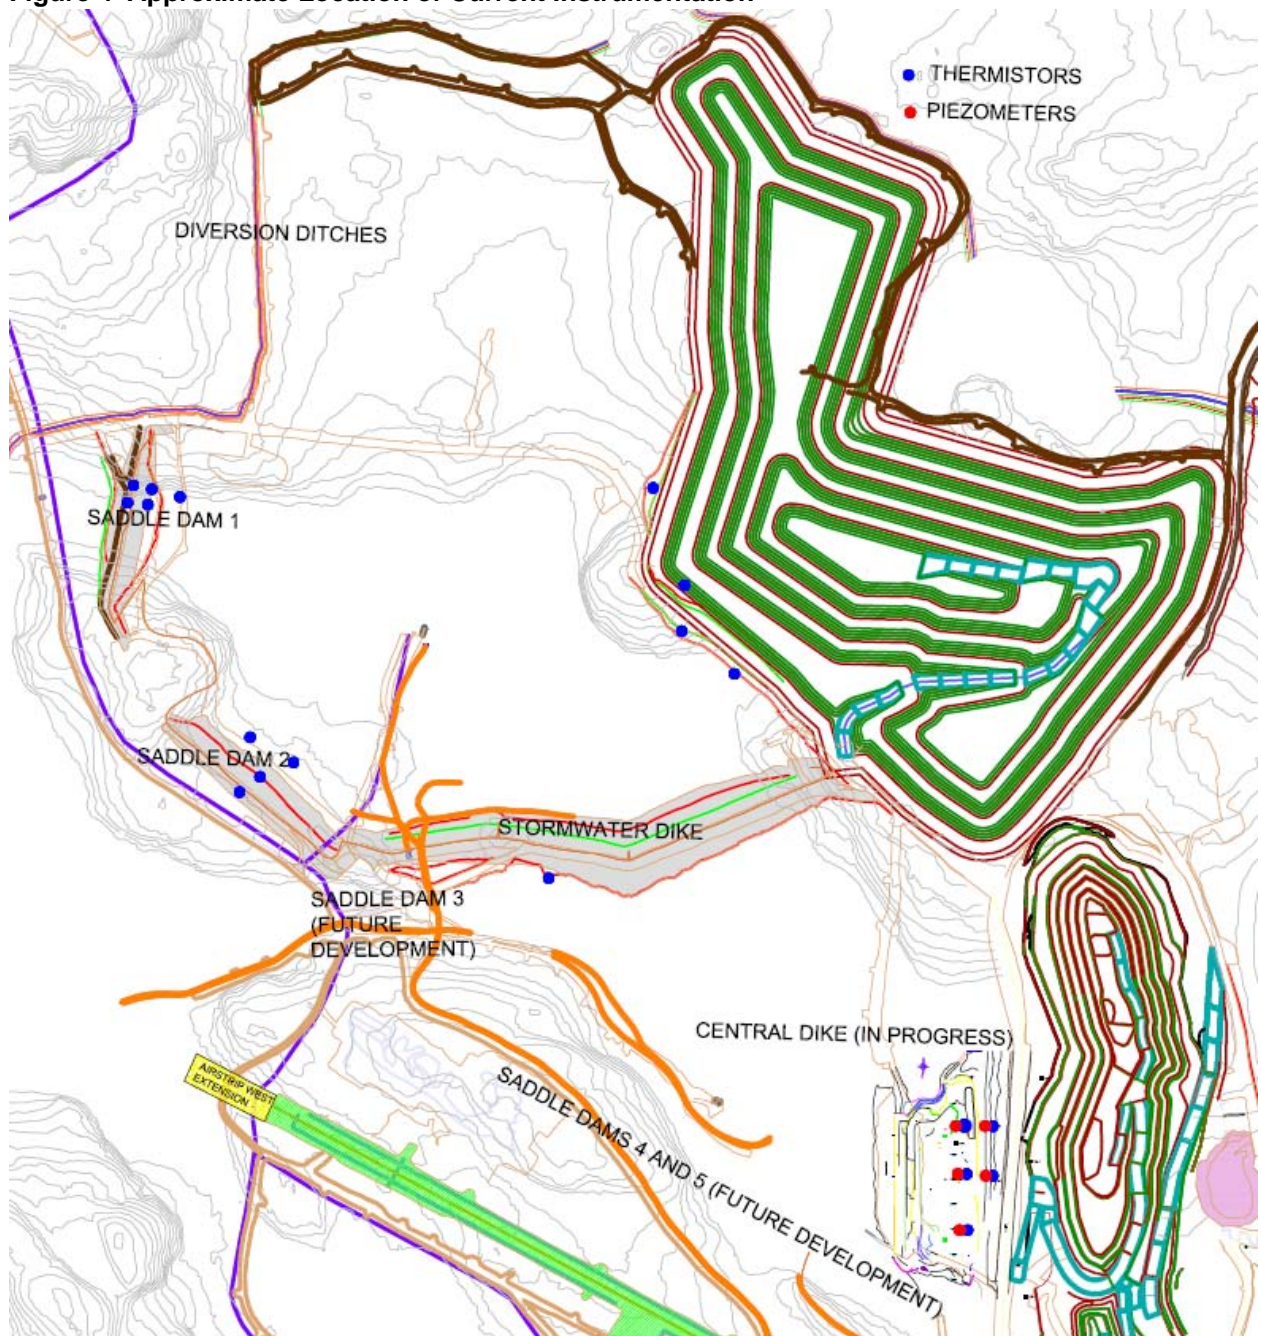 Figure 1 Approximate Location of Current Instrumentation
THERMISTORS
PIEZOMETERS
DIVERSION DITCHES
SADDLE DAM 1
SADDLE DAM 2
STORMWATER DIKE
SADDLE DAM 3
(FUTURE
DEVELOPMENT)
CENTRAL DIKE (IN PROGRESS)
AIRSTRIP WEST
EXTENSION
SADDLE DAMS 4 AND 5 (FUTURE DEVELOPMENT)